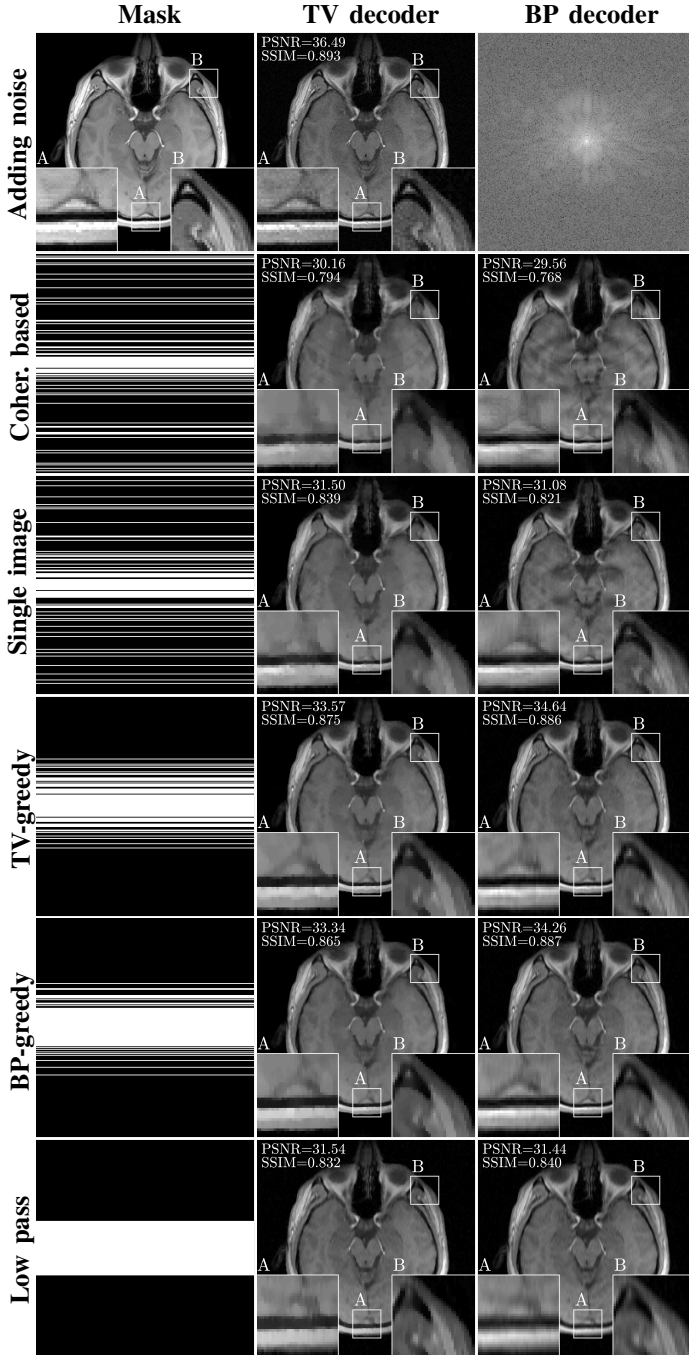 Mask TV decoder BP decoder
Adding noise
B
A B
A
PSNR=36.49
SSIM=0.893
B
A B
A
Coher. based
PSNR=30.16
SSIM=0.794
B
A B
A
PSNR=29.56
SSIM=0.768
B
A B
A
Single image
PSNR=31.50
SSIM=0.839
B
A B
A
PSNR=31.08
SSIM=0.821
B
A B
A
TV-greedy
PSNR=33.57
SSIM=0.875
B
A B
A
PSNR=34.64
SSIM=0.886
B
A B
A
BP-greedy
PSNR=33.34
SSIM=0.865
B
A B
A
PSNR=34.26
SSIM=0.887
B
A B
A
Low pass
PSNR=31.54
SSIM=0.832
B
A B
A
PSNR=31.44
SSIM=0.840
B
A B
A